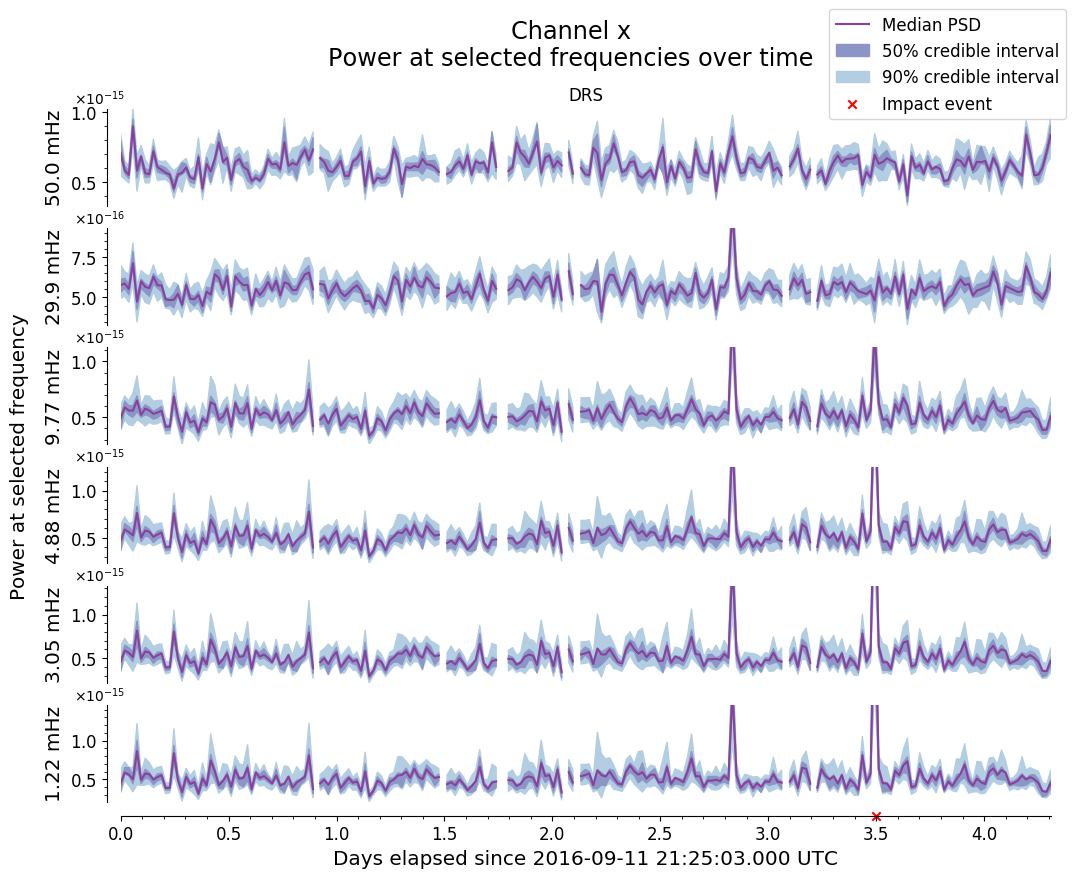 Channel x
Power at selected frequencies over time
Median PSD
50% credible interval
90% credible interval
Impact event
DRS
×10⁻¹⁵
1.0
0.5
50.0 mHz
×10⁻¹⁶
7.5
5.0
29.9 mHz
×10⁻¹⁵
1.0
0.5
9.77 mHz
×10⁻¹⁵
1.0
0.5
4.88 mHz
×10⁻¹⁵
1.0
0.5
3.05 mHz
×10⁻¹⁵
1.0
0.5
1.22 mHz
Power at selected frequency
0.0 0.5 1.0 1.5 2.0 2.5 3.0 3.5 4.0
Days elapsed since 2016-09-11 21:25:03.000 UTC